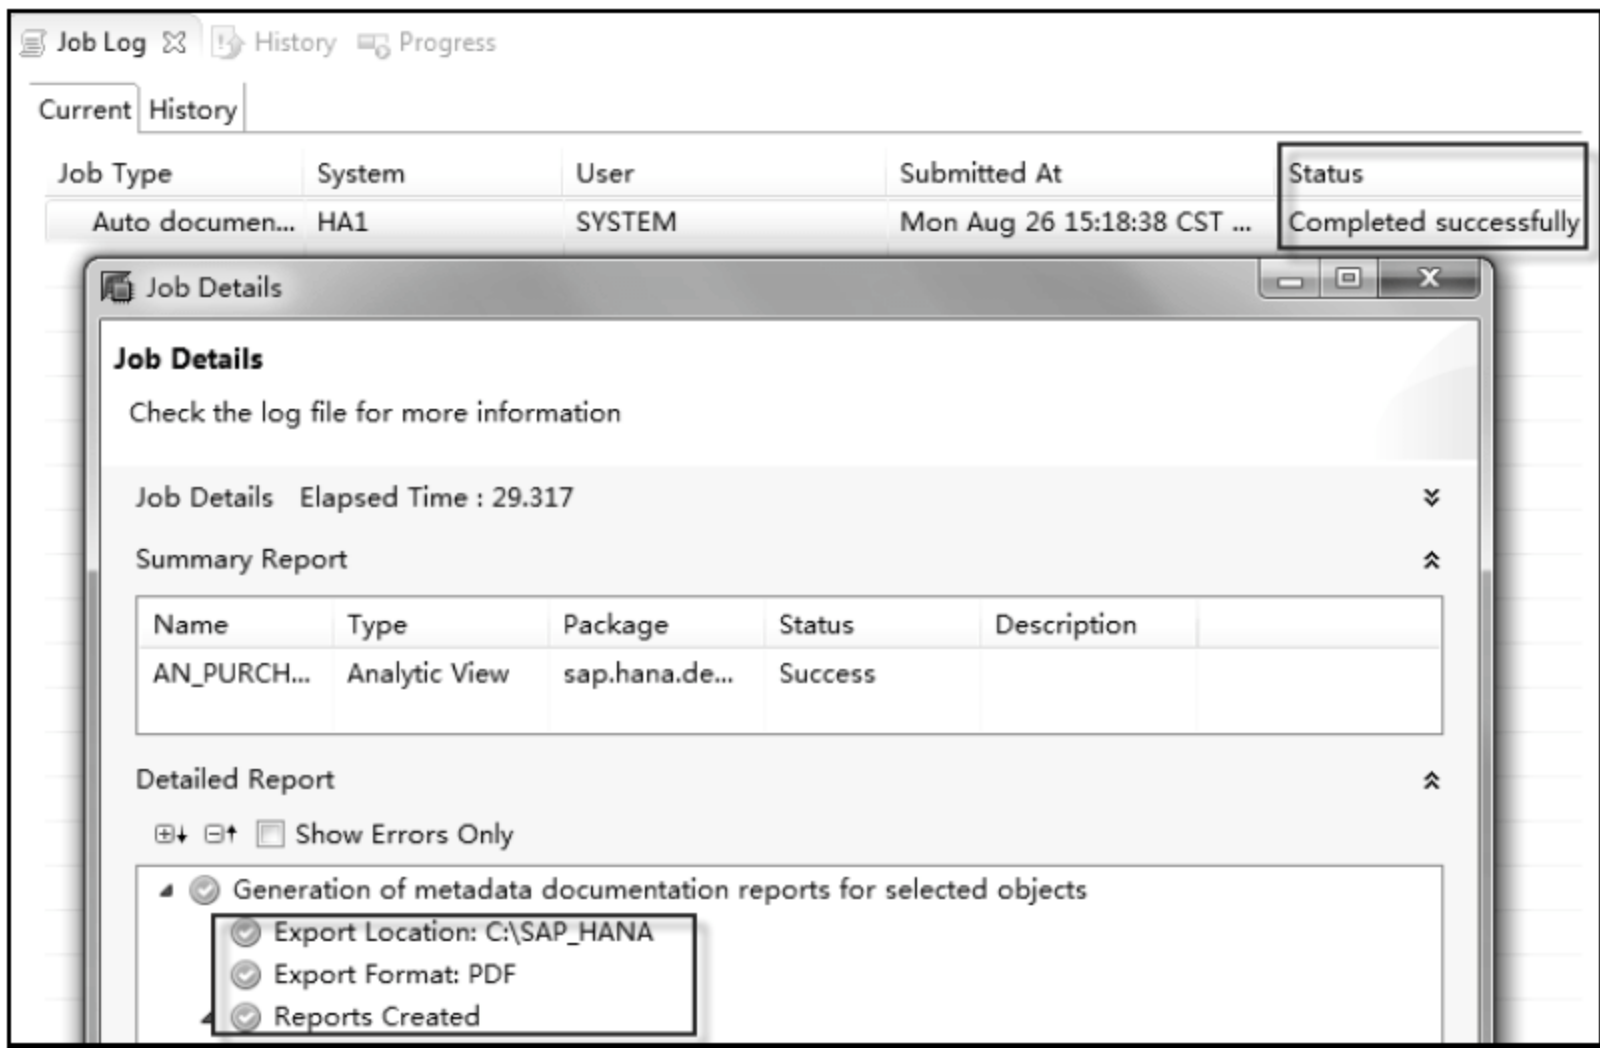 Job Log History Progress
Current History
Job Type System User Submitted At Status
Auto documen... HA1 SYSTEM Mon Aug 26 15:18:38 CST ... Completed successfully
Job Details
Job Details
Check the log file for more information
Job Details Elapsed Time : 29.317
Summary Report
Name Type Package Status Description
AN_PURCH... Analytic View sap.hana.de... Success
Detailed Report
Show Errors Only
Generation of metadata documentation reports for selected objects
Export Location: C:\SAP_HANA
Export Format: PDF
Reports Created